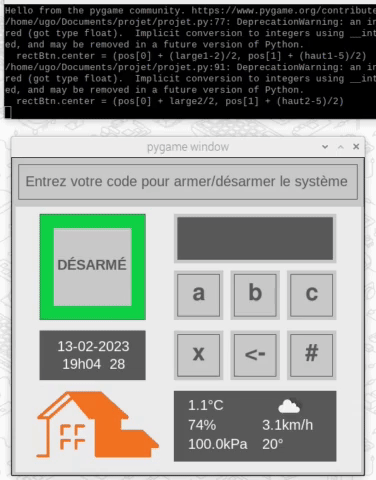 Hello from the pygame community. https://www.pygame.org/contribute
/home/ugo/Documents/projet/projet.py:77: DeprecationWarning: an in
red (got type float).  Implicit conversion to integers using __int
ed, and may be removed in a future version of Python.
  rectBtn.center = (pos[0] + (large1-2)/2, pos[1] + (haut1-5)/2)
/home/ugo/Documents/projet/projet.py:91: DeprecationWarning: an in
red (got type float).  Implicit conversion to integers using __int
ed, and may be removed in a future version of Python.
  rectBtn.center = (pos[0] + large2/2, pos[1] + (haut2-5)/2)
pygame window
Entrez votre code pour armer/désarmer le système
DÉSARMÉ
a b c
x <- #
13-02-2023
19h04 28
1.1°C
74% 3.1km/h
100.0kPa 20°